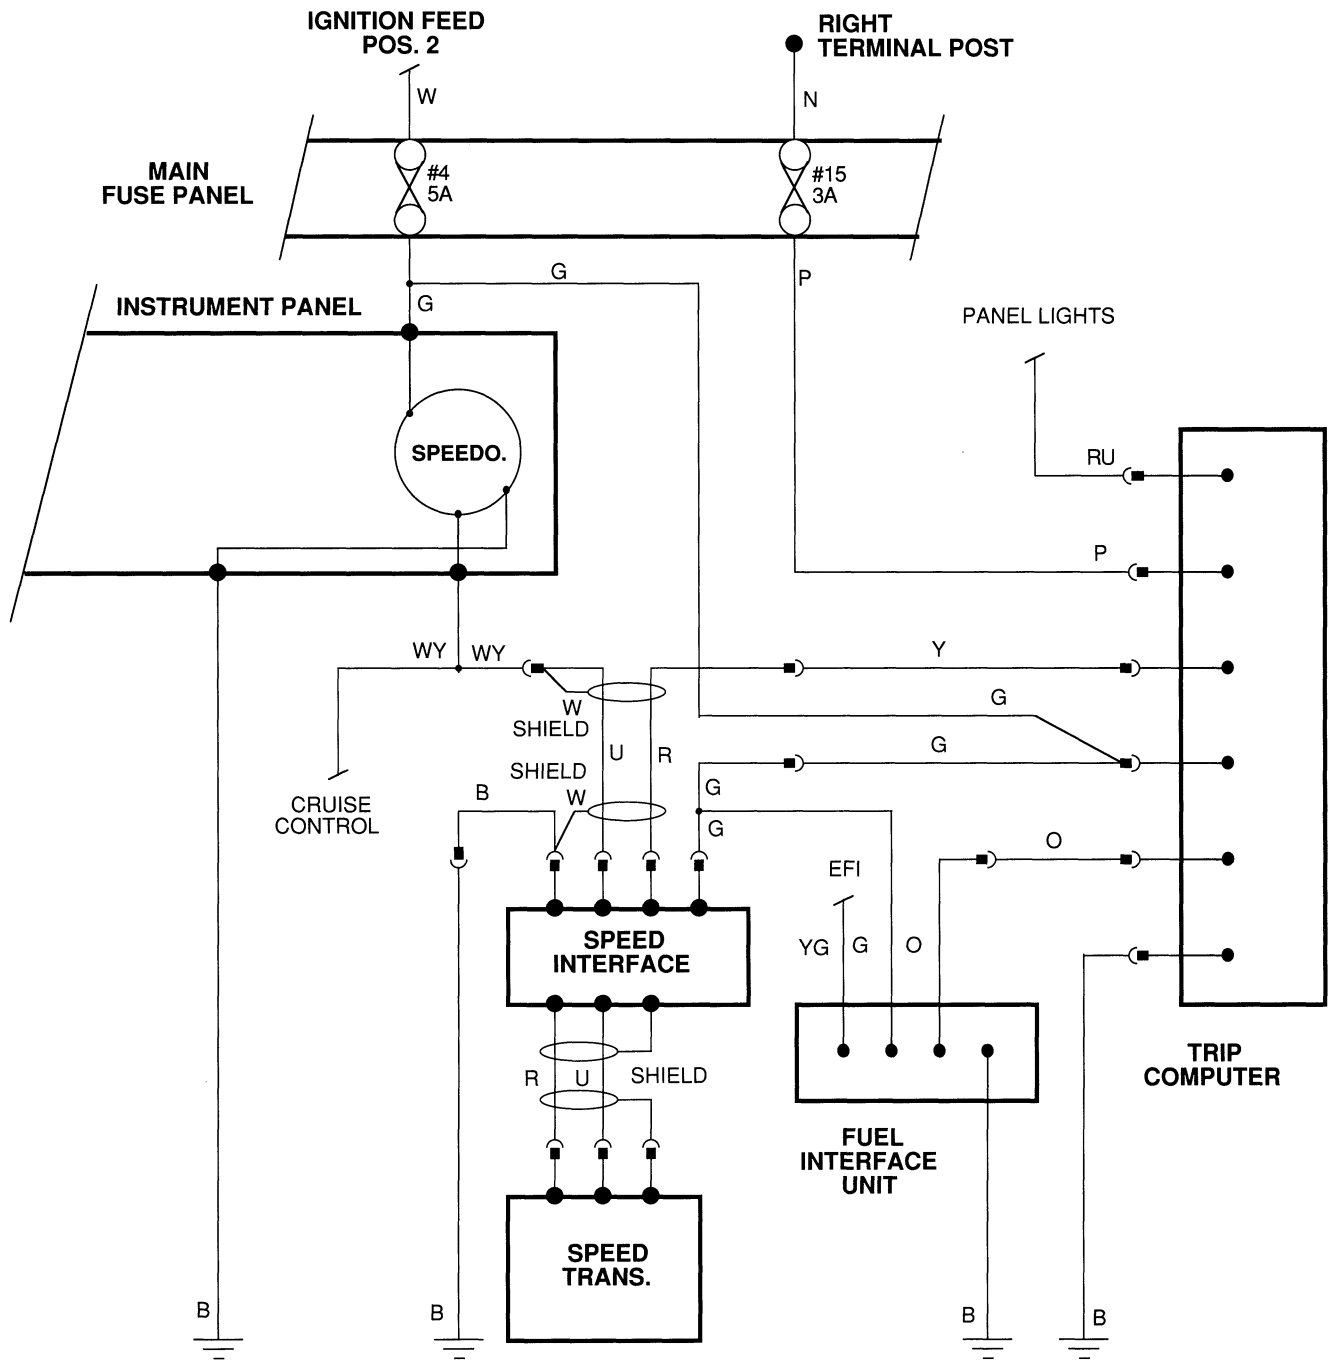 IGNITION FEED
POS. 2
RIGHT
TERMINAL POST
W
N
MAIN
FUSE PANEL
#4
5A
#15
3A
G
P
INSTRUMENT PANEL
G
PANEL LIGHTS
SPEEDO.
RU
P
WY
WY
Y
W
SHIELD
G
U
R
G
SHIELD
W
G
B
CRUISE
CONTROL
G
O
EFI
YG
G
O
SPEED
INTERFACE
R
U
SHIELD
TRIP
COMPUTER
FUEL
INTERFACE
UNIT
SPEED
TRANS.
B
B
B
B